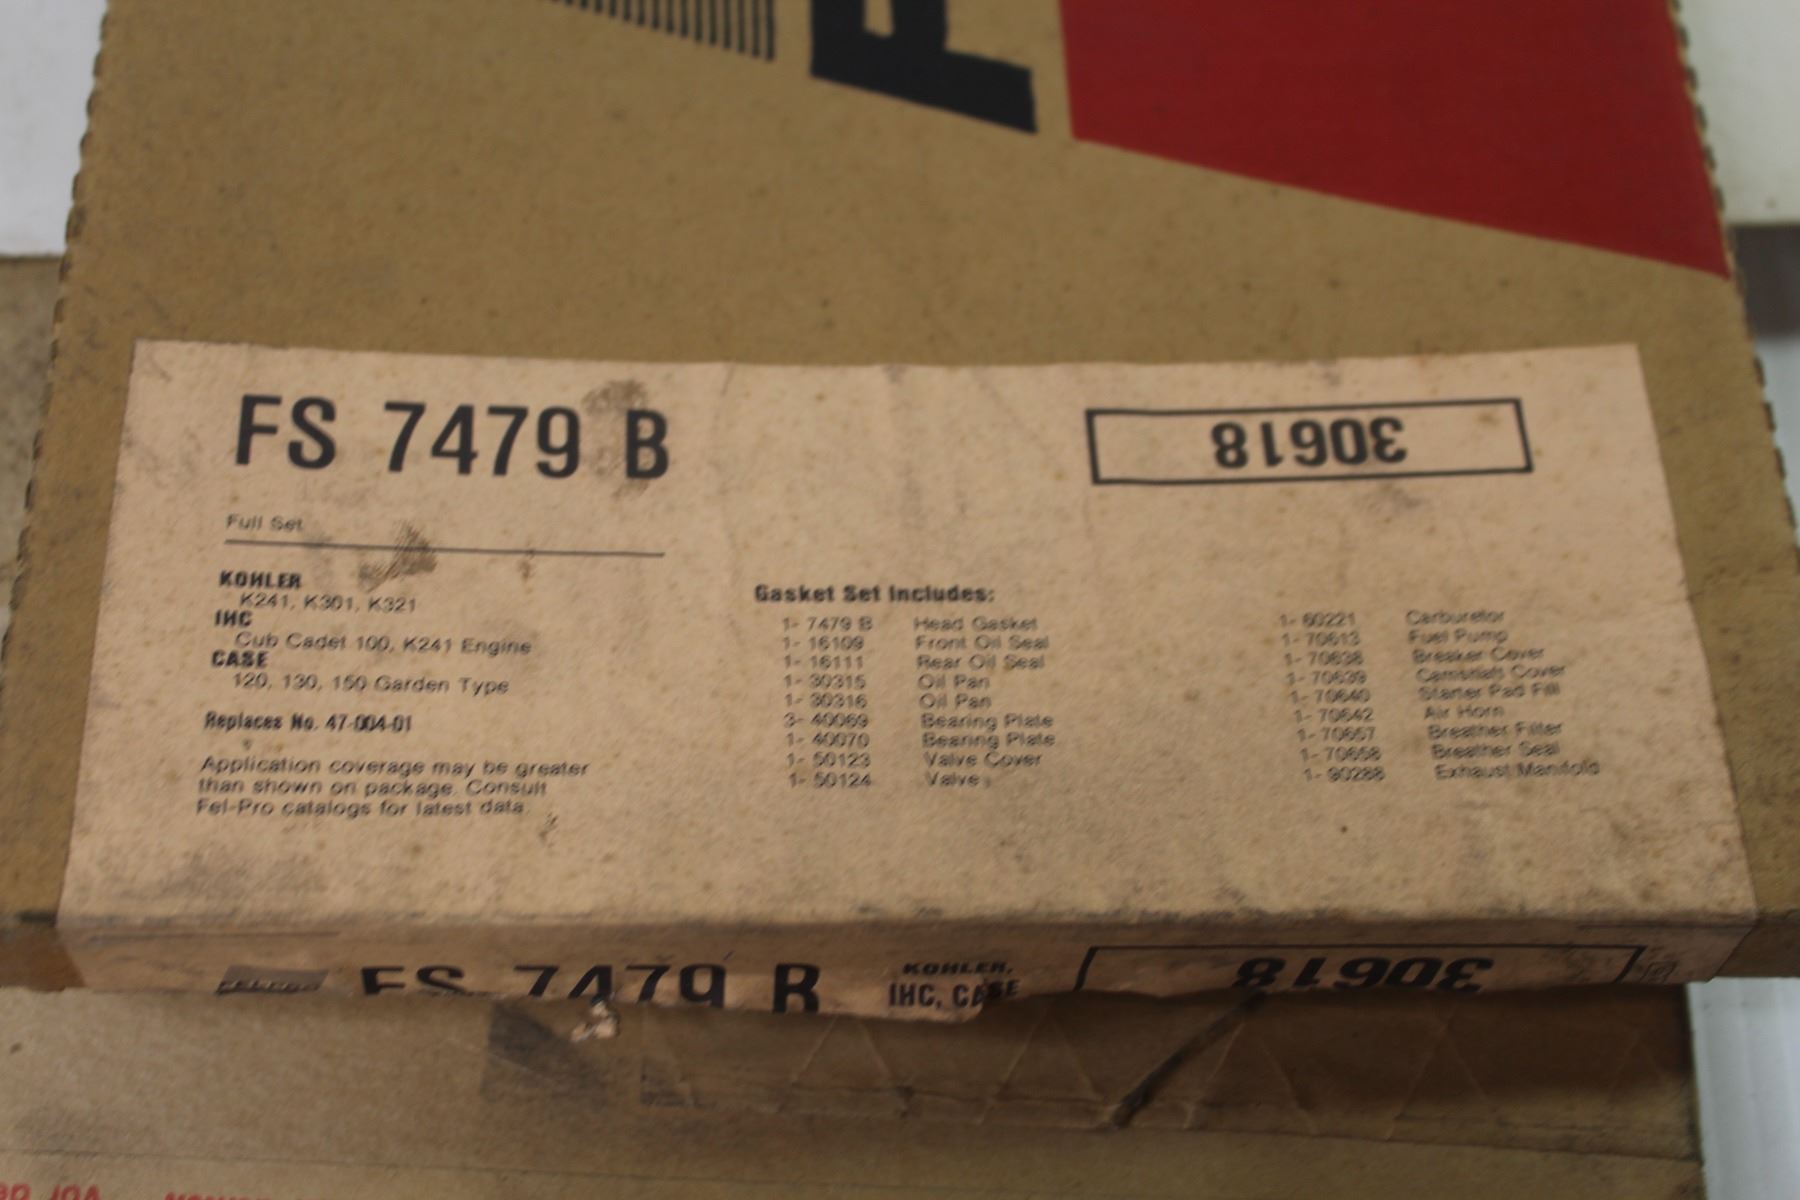 FS 7479 B
30618
Full Set
KOHLER
K241, K301, K321
IHC
Cub Cadet 100, K241 Engine
CASE
120, 130, 150 Garden Type
Replaces No. 47-004-01
Application coverage may be greater
than shown on package. Consult
Fel-Pro catalogs for latest data.
Gasket Set Includes:
1- 7479 B Head Gasket
1- 16109 Front Oil Seal
1- 16111 Rear Oil Seal
1- 30315 Oil Pan
1- 30316 Oil Pan
3- 40069 Bearing Plate
1- 40070 Bearing Plate
1- 50123 Valve Cover
1- 50124 Valve
1- 60221 Carburetor
1- 70613 Fuel Pump
1- 70638 Breaker Cover
1- 70639 Camshaft Cover
1- 70640 Starter Pad Fill
1- 70642 Air Horn
1- 70657 Breather Filter
1- 70658 Breather Seal
1- 90288 Exhaust Manifold
FELPRO FS 7479 B
KOHLER,
IHC, CASE
30618